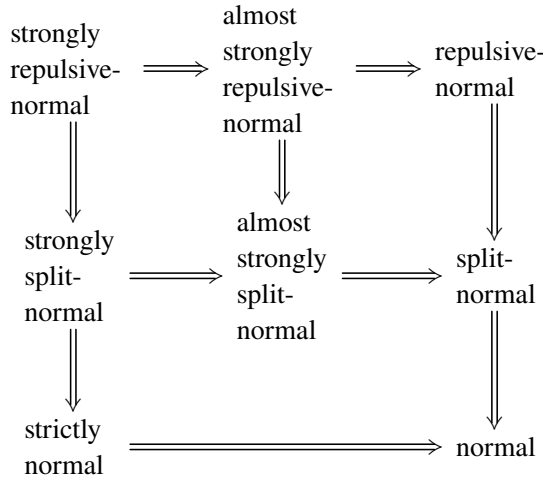 strongly
repulsive-
normal
almost
strongly
repulsive-
normal
repulsive-
normal
strongly
split-
normal
almost
strongly
split-
normal
split-
normal
strictly
normal
normal